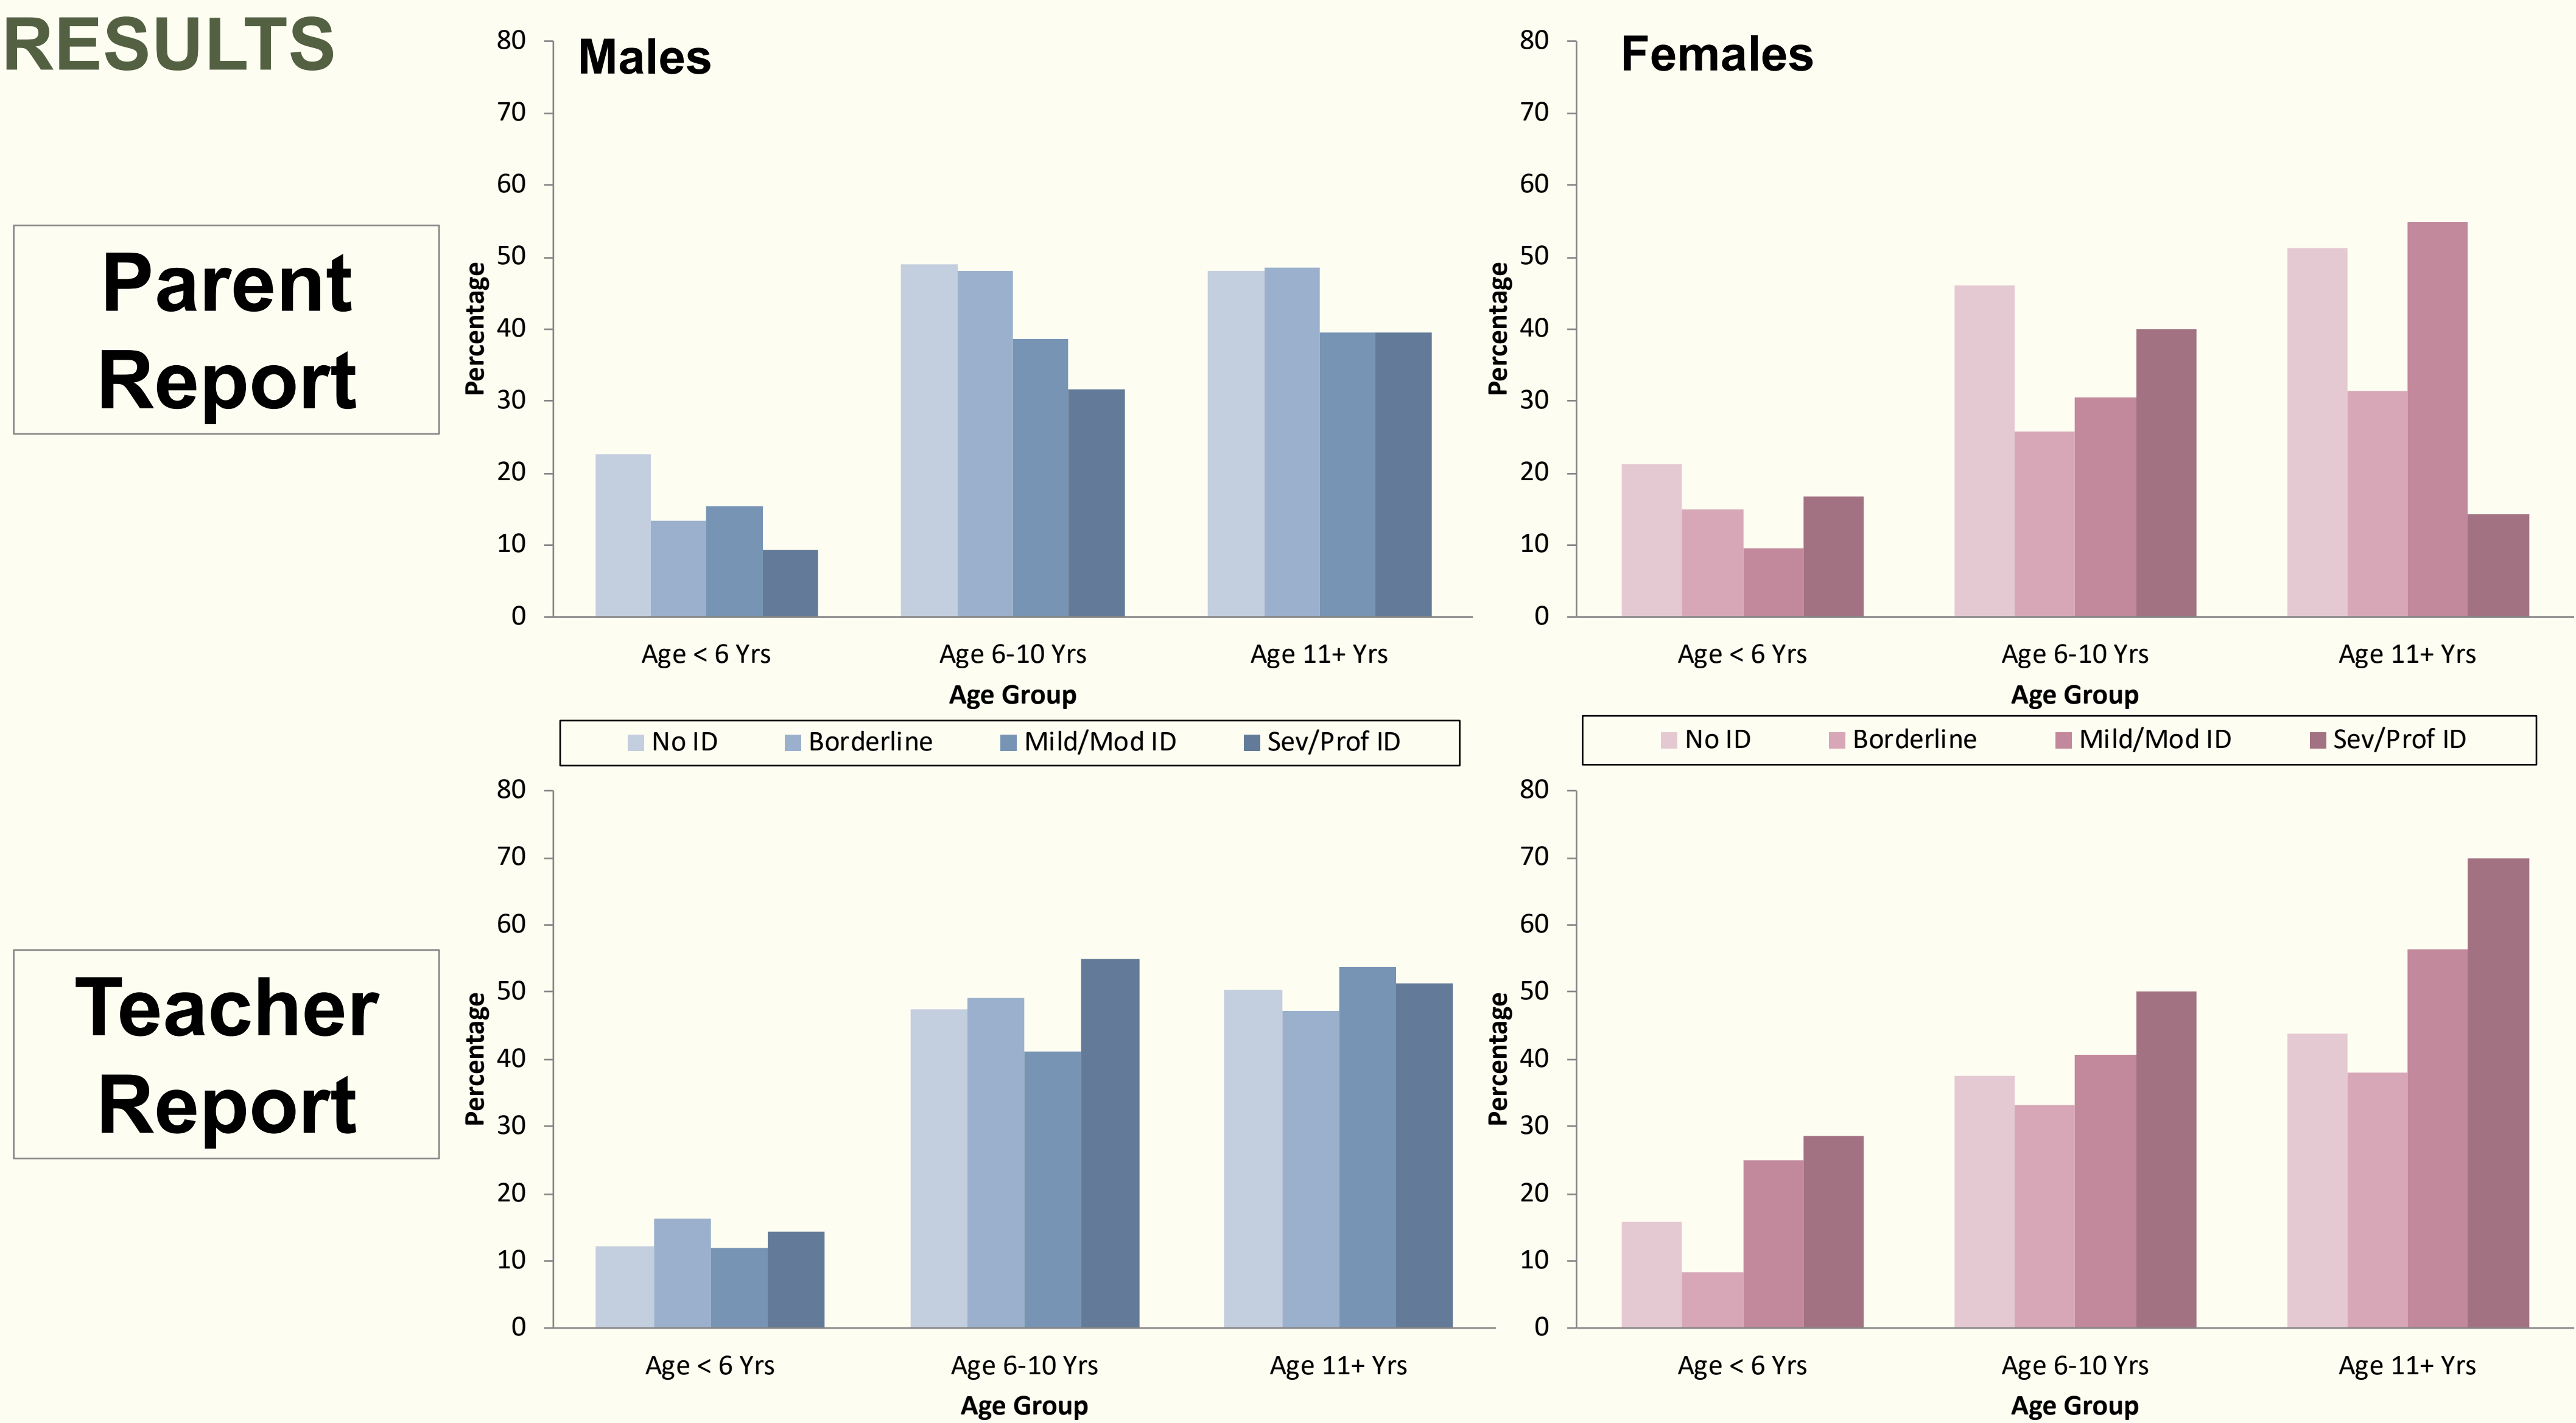 RESULTS
Males
Females
Parent
Report
80
70
60
50
40
30
20
10
0
Percentage
Age < 6 Yrs
Age 6-10 Yrs
Age 11+ Yrs
Age Group
No ID
Borderline
Mild/Mod ID
Sev/Prof ID
80
70
60
50
40
30
20
10
0
Percentage
Age < 6 Yrs
Age 6-10 Yrs
Age 11+ Yrs
Age Group
No ID
Borderline
Mild/Mod ID
Sev/Prof ID
Teacher
Report
80
70
60
50
40
30
20
10
0
Percentage
Age < 6 Yrs
Age 6-10 Yrs
Age 11+ Yrs
Age Group
80
70
60
50
40
30
20
10
0
Percentage
Age < 6 Yrs
Age 6-10 Yrs
Age 11+ Yrs
Age Group